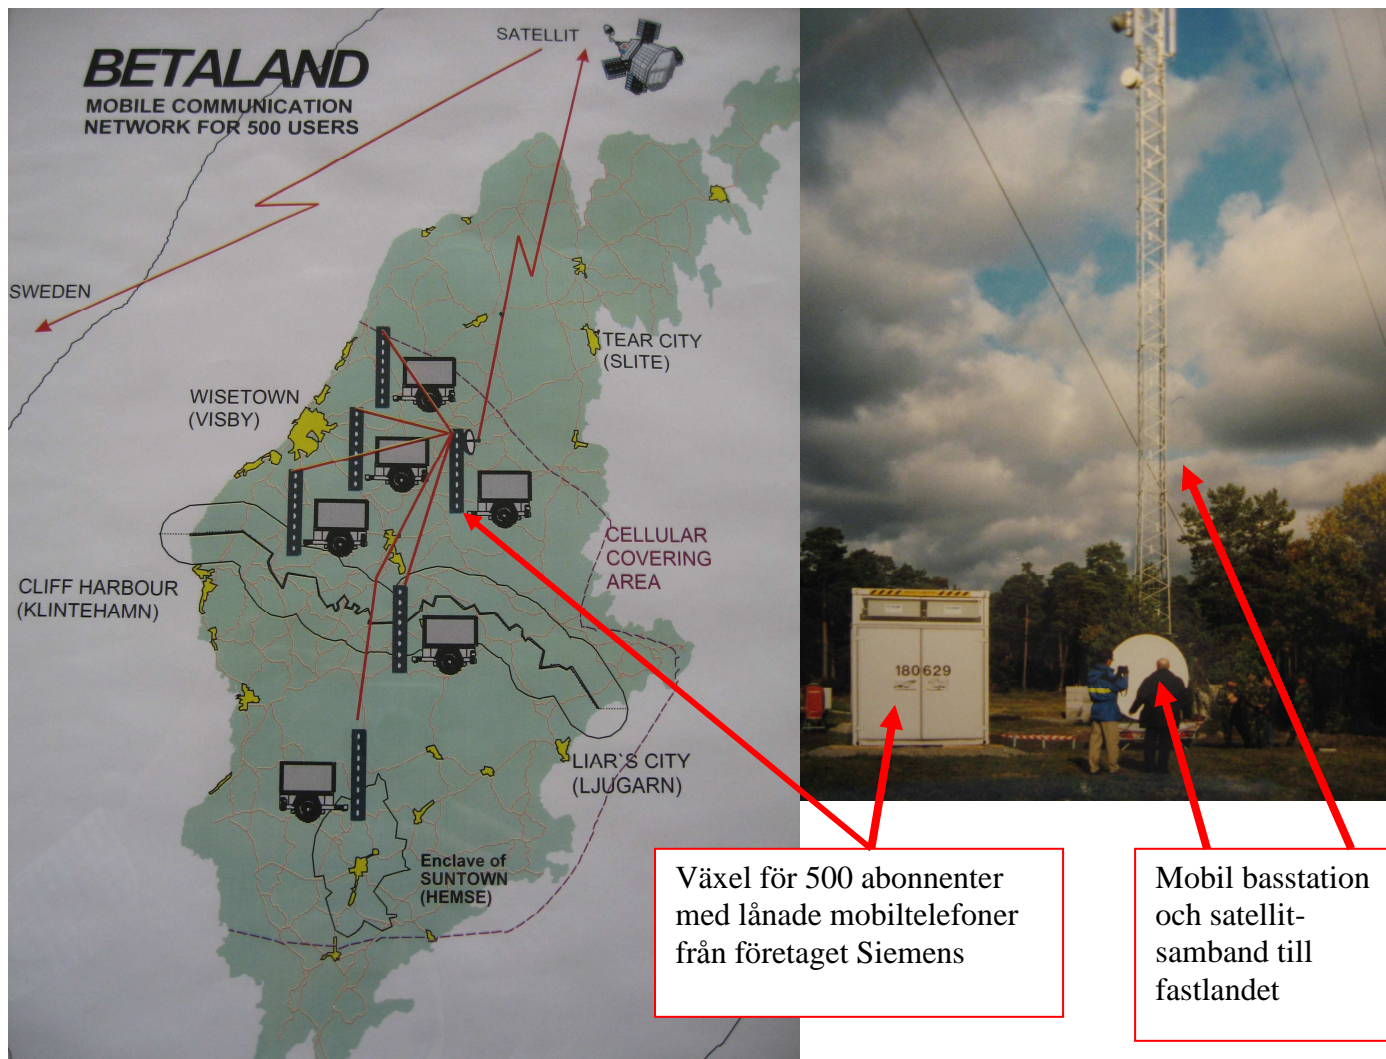 BETALAND
MOBILE COMMUNICATION
NETWORK FOR 500 USERS
SATELLIT
SWEDEN
TEAR CITY
(SLITE)
WISETOWN
(VISBY)
CELLULAR
COVERING
AREA
CLIFF HARBOUR
(KLINTEHAMN)
LIAR`S CITY
(LJUGARN)
Enclave of
SUNTOWN
(HEMSE)
180 629
Växel för 500 abonnenter
med lånade mobiltelefoner
från företaget Siemens
Mobil basstation
och satellit-
samband till
fastlandet